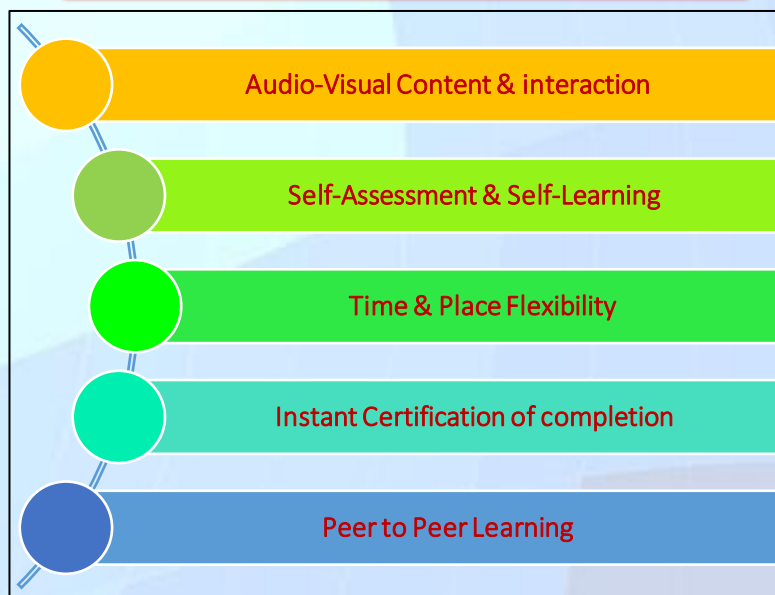 Audio-Visual Content & interaction
Self-Assessment & Self-Learning
Time & Place Flexibility
Instant Certification of completion
Peer to Peer Learning